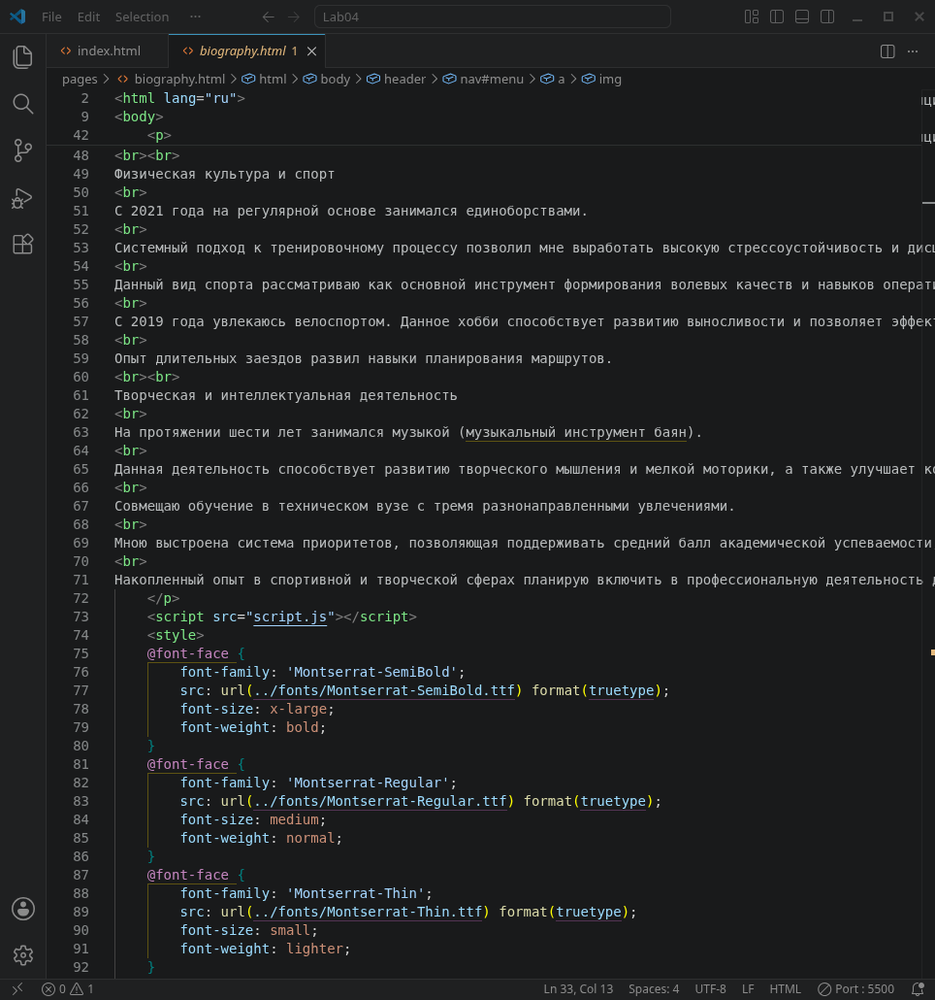 File Edit Selection ··· Lab04
index.html biography.html 1
pages > biography.html > html > body > header > nav#menu > a > img
2 <html lang="ru">
9 <body>
42 <p>
48 <br><br>
49 Физическая культура и спорт
50 <br>
51 С 2021 года на регулярной основе занимался единоборствами.
52 <br>
53 Системный подход к тренировочному процессу позволил мне выработать высокую стрессоустойчивость и дисц
54 <br>
55 Данный вид спорта рассматриваю как основной инструмент формирования волевых качеств и навыков операти
56 <br>
57 С 2019 года увлекаюсь велоспортом. Данное хобби способствует развитию выносливости и позволяет эффект
58 <br>
59 Опыт длительных заездов развил навыки планирования маршрутов.
60 <br><br>
61 Творческая и интеллектуальная деятельность
62 <br>
63 На протяжении шести лет занимался музыкой (музыкальный инструмент баян).
64 <br>
65 Данная деятельность способствует развитию творческого мышления и мелкой моторики, а также улучшает ко
66 <br>
67 Совмещаю обучение в техническом вузе с тремя разнонаправленными увлечениями.
68 <br>
69 Мною выстроена система приоритетов, позволяющая поддерживать средний балл академической успеваемости
70 <br>
71 Накопленный опыт в спортивной и творческой сферах планирую включить в профессиональную деятельность д
72 </p>
73 <script src="script.js"></script>
74 <style>
75 @font-face {
76 font-family: 'Montserrat-SemiBold';
77 src: url(../fonts/Montserrat-SemiBold.ttf) format(truetype);
78 font-size: x-large;
79 font-weight: bold;
80 }
81 @font-face {
82 font-family: 'Montserrat-Regular';
83 src: url(../fonts/Montserrat-Regular.ttf) format(truetype);
84 font-size: medium;
85 font-weight: normal;
86 }
87 @font-face {
88 font-family: 'Montserrat-Thin';
89 src: url(../fonts/Montserrat-Thin.ttf) format(truetype);
90 font-size: small;
91 font-weight: lighter;
92 }
0 1 Ln 33, Col 13 Spaces: 4 UTF-8 LF HTML Port : 5500